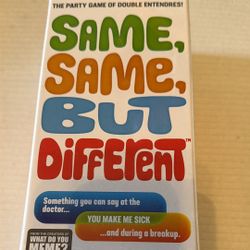 THE PARTY GAME OF DOUBLE ENTENDRES!
SAME,
SAME,
BUT
DiffeRenT™
Something you can say at the
doctor...
YOU MAKE ME SICK
...and during a breakup.
FROM THE CREATORS OF
WHAT DO YOU
MEME?